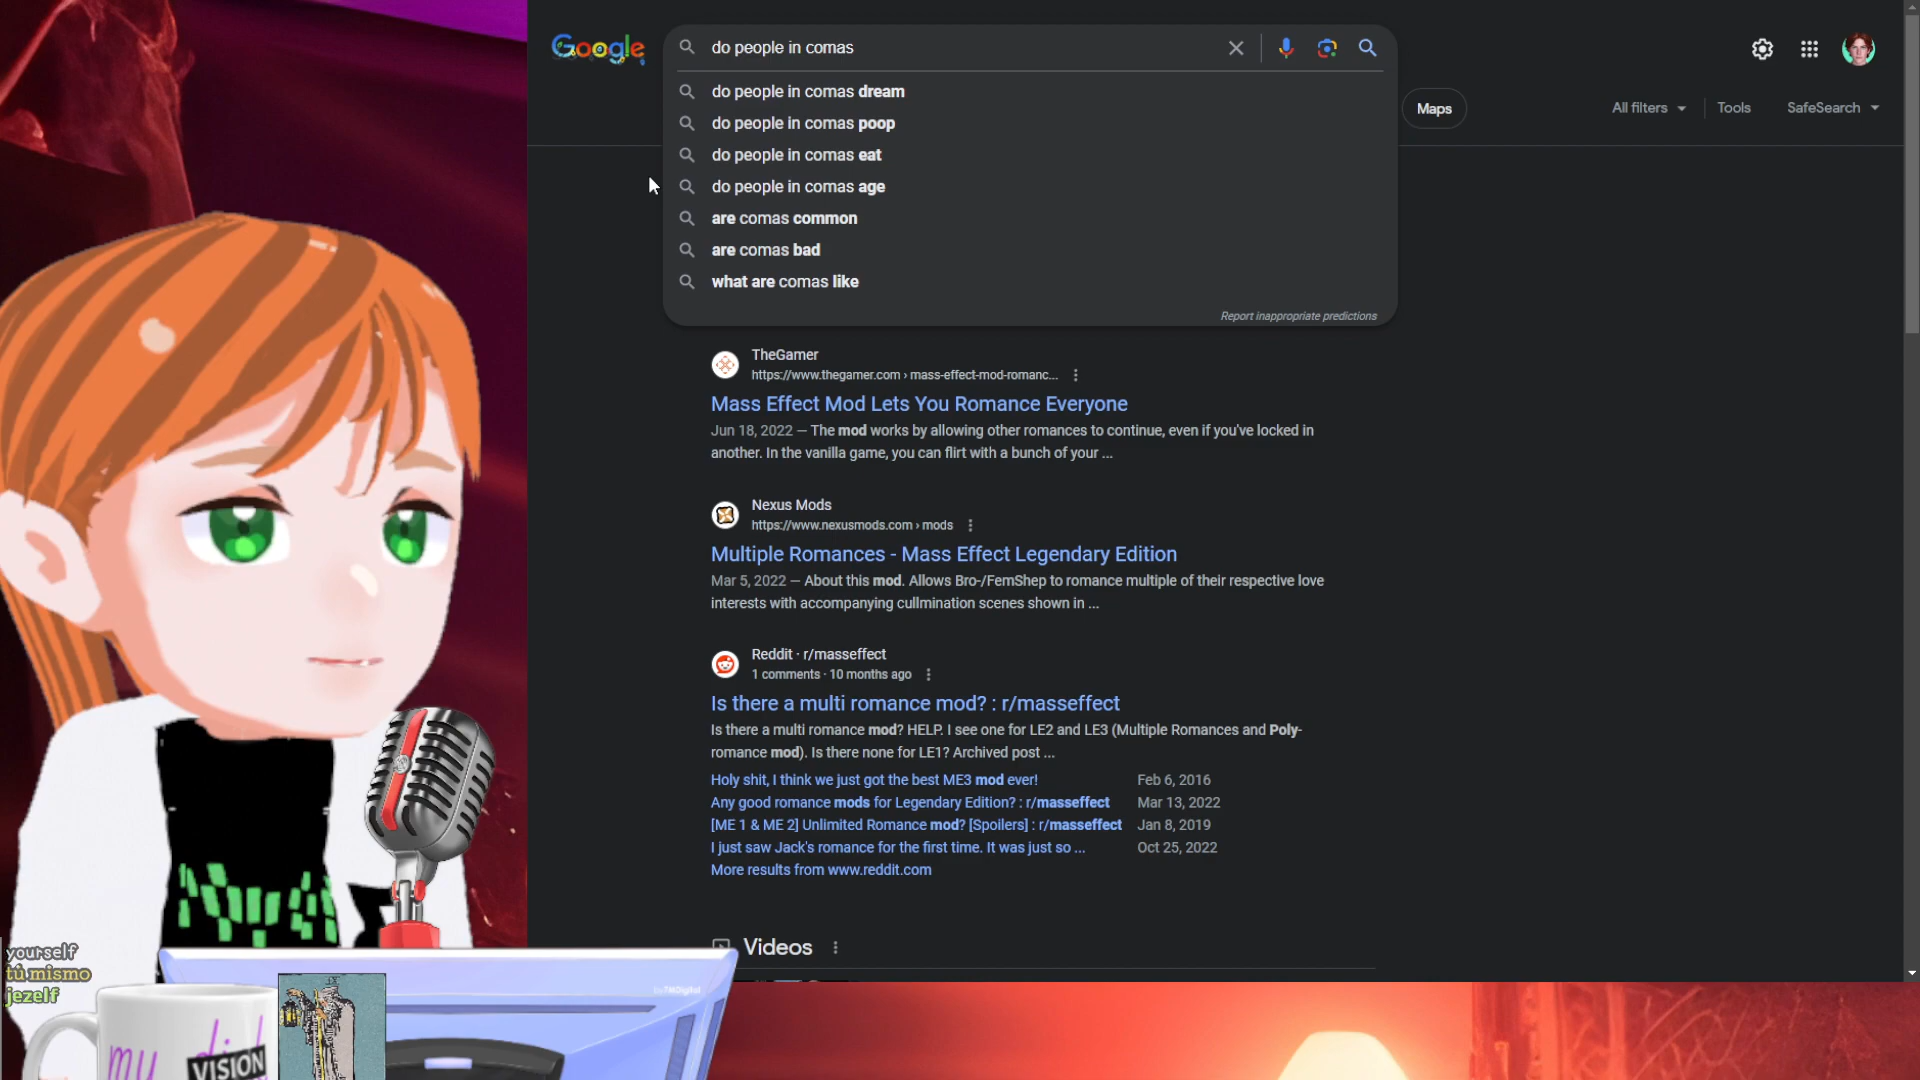 Google
do people in comas
do people in comas dream
do people in comas poop
do people in comas eat
do people in comas age
are comas common
are comas bad
what are comas like
Report inappropriate predictions
Maps
All filters
Tools
SafeSearch
TheGamer
https://www.thegamer.com › mass-effect-mod-romanc...
Mass Effect Mod Lets You Romance Everyone
Jun 18, 2022 — The mod works by allowing other romances to continue, even if you've locked in
another. In the vanilla game, you can flirt with a bunch of your ...
Nexus Mods
https://www.nexusmods.com › mods
Multiple Romances - Mass Effect Legendary Edition
Mar 5, 2022 — About this mod. Allows Bro-/FemShep to romance multiple of their respective love
interests with accompanying cullmination scenes shown in ...
Reddit · r/masseffect
1 comments · 10 months ago
Is there a multi romance mod? : r/masseffect
Is there a multi romance mod? HELP. I see one for LE2 and LE3 (Multiple Romances and Poly-
romance mod). Is there none for LE1? Archived post ...
Holy shit, I think we just got the best ME3 mod ever! Feb 6, 2016
Any good romance mods for Legendary Edition? : r/masseffect Mar 13, 2022
[ME 1 & ME 2] Unlimited Romance mod? [Spoilers] : r/masseffect Jan 8, 2019
I just saw Jack's romance for the first time. It was just so ... Oct 25, 2022
More results from www.reddit.com
Videos
yourself
tú mismo
jezelf
my
VISION